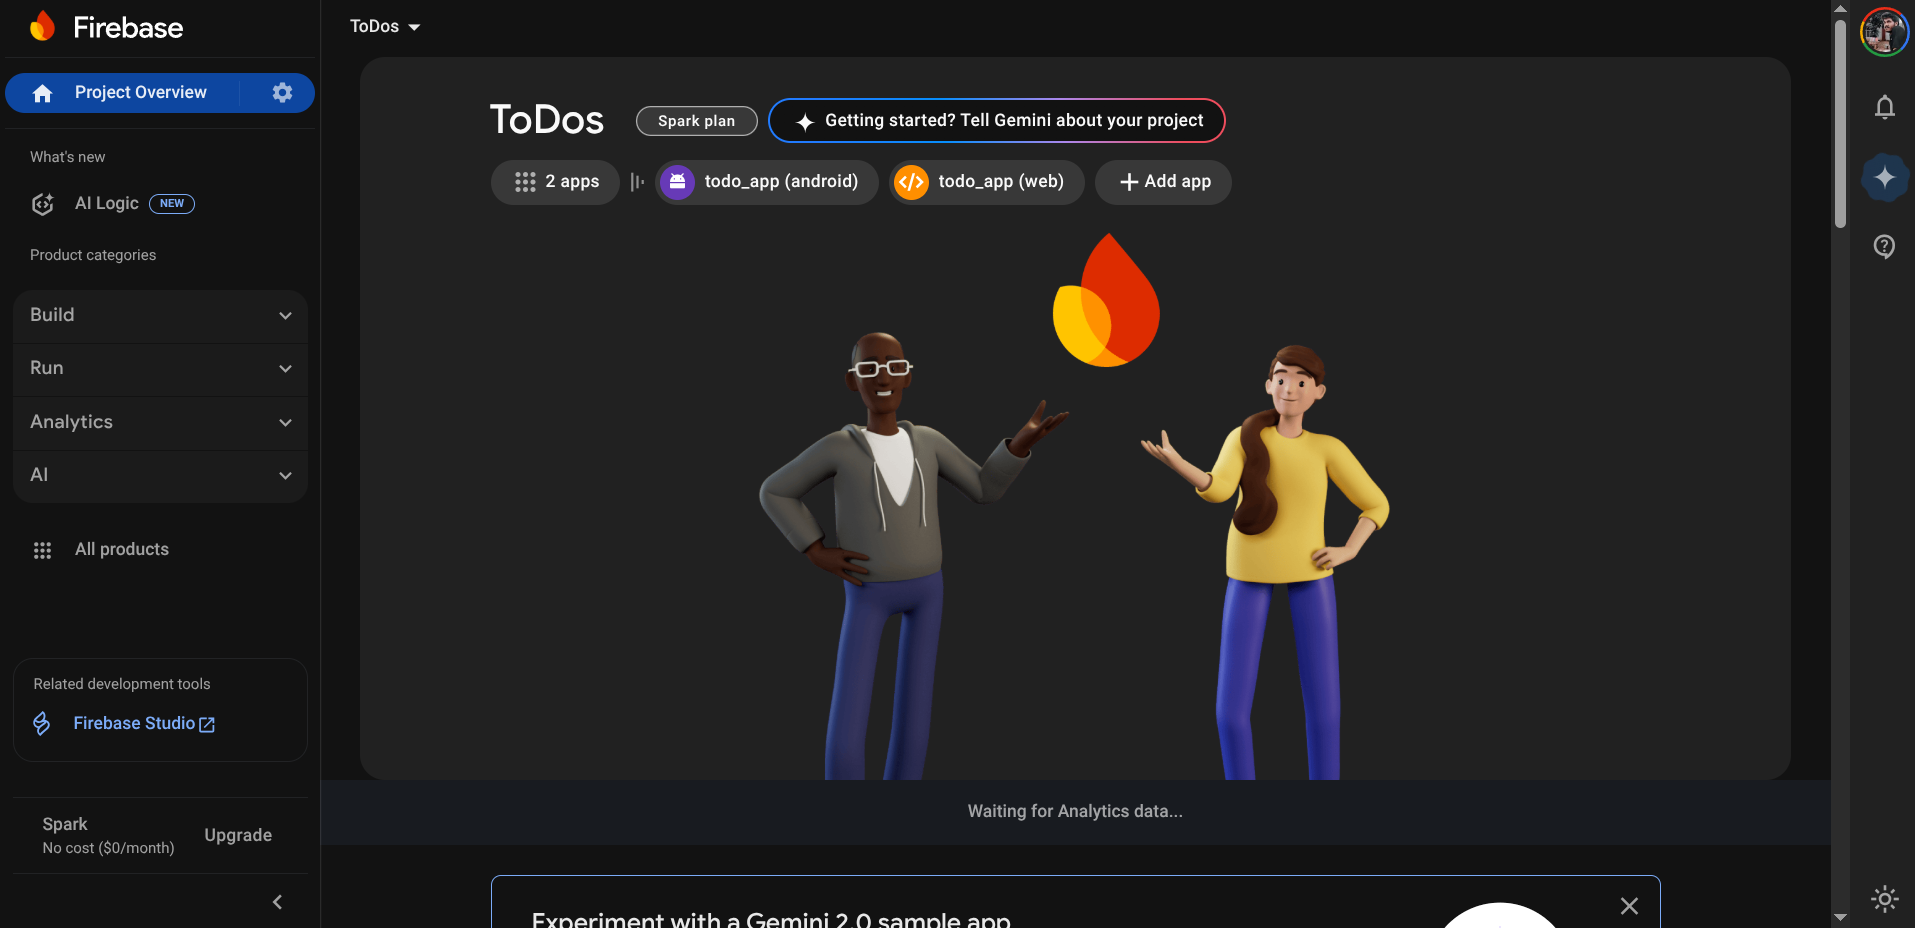 Firebase
Project Overview
What's new
AI Logic NEW
Product categories
Build
Run
Analytics
AI
All products
Related development tools
Firebase Studio
Spark
No cost ($0/month)
Upgrade
ToDos
ToDos
Spark plan
Getting started? Tell Gemini about your project
2 apps
todo_app (android)
todo_app (web)
Add app
Waiting for Analytics data...
Experiment with a Gemini 2.0 sample app